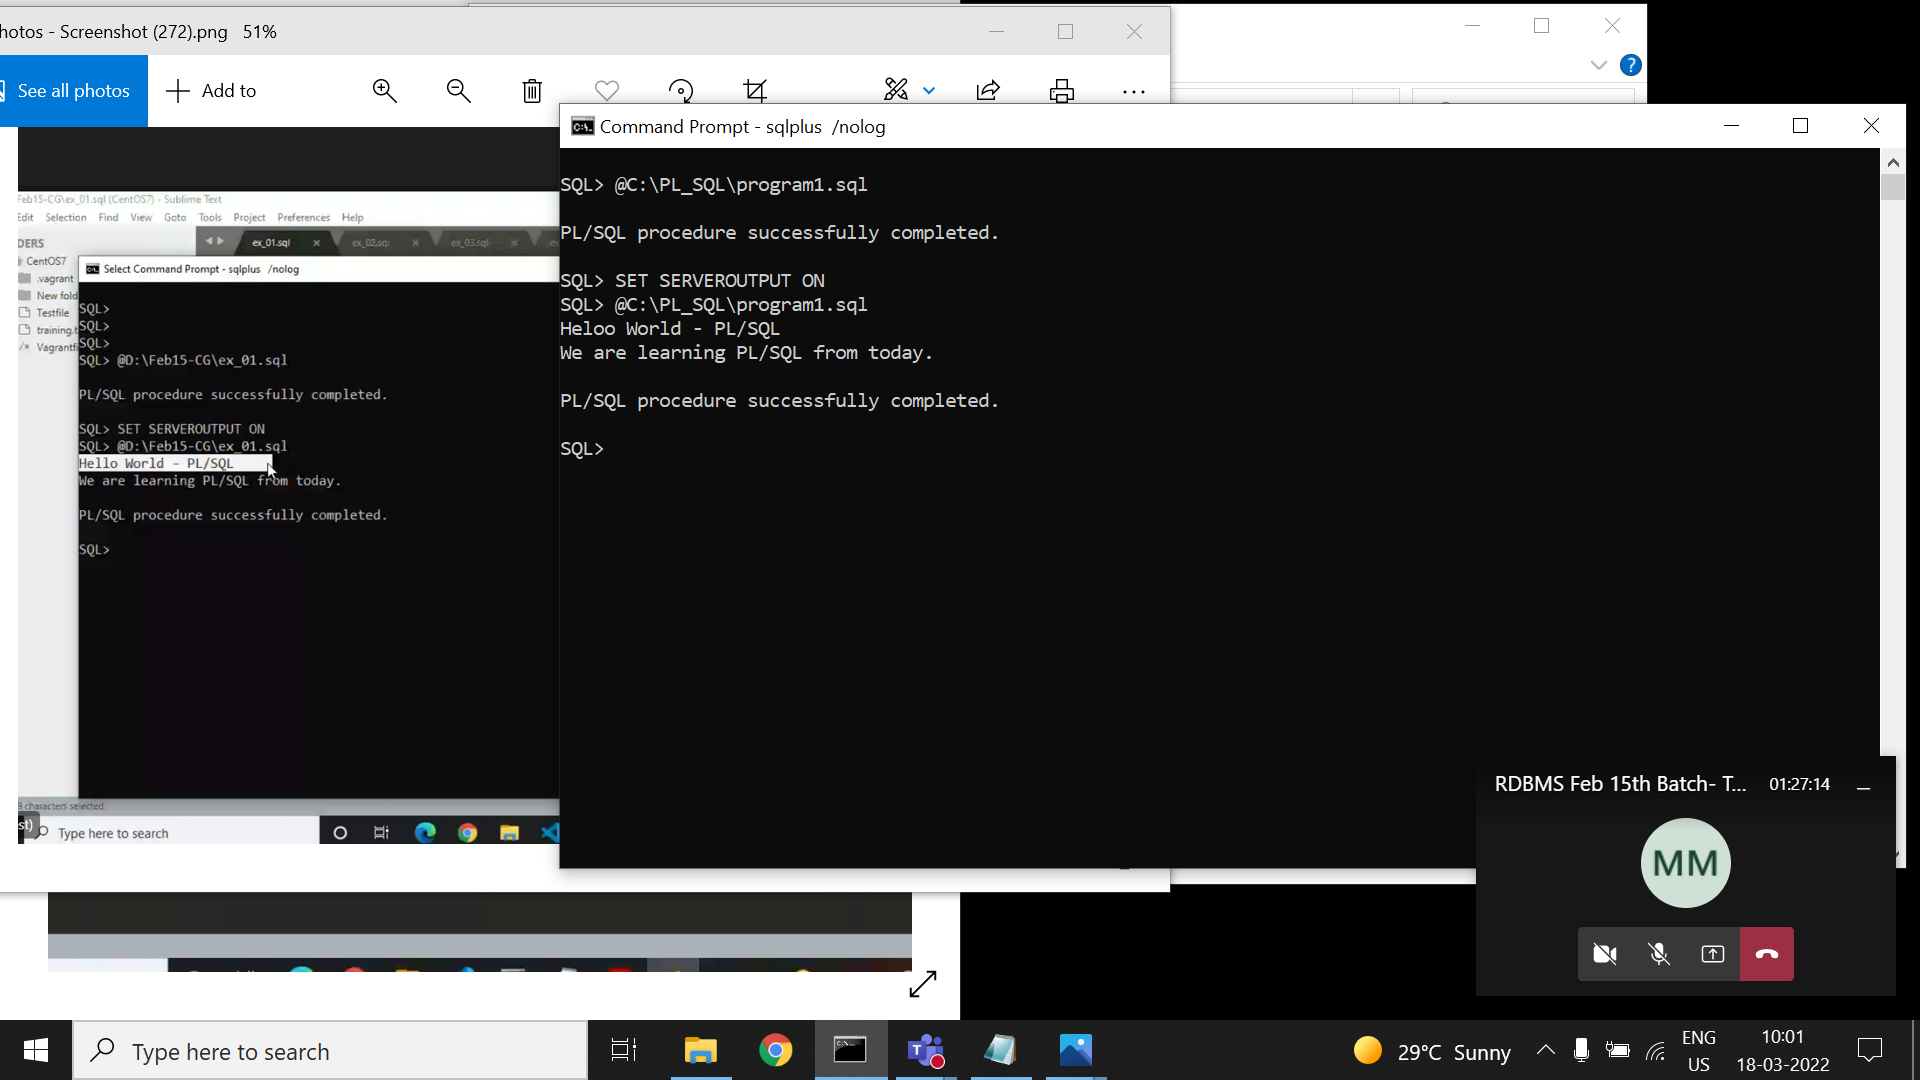 hotos - Screenshot (272).png 51%
See all photos
Add to
Feb15-CG\ex_01.sql (CentOS7) - Sublime Text
Edit Selection Find View Goto Tools Project Preferences Help
DERS
CentOS7
.vagrant
New fold
Testfile
training.t
Vagrantfi
ex_01.sql
ex_02.sql
ex_03.sql
Select Command Prompt - sqlplus /nolog
SQL>
SQL>
SQL>
SQL> @D:\Feb15-CG\ex_01.sql
PL/SQL procedure successfully completed.
SQL> SET SERVEROUTPUT ON
SQL> @D:\Feb15-CG\ex_01.sql
Hello World - PL/SQL
We are learning PL/SQL from today.
PL/SQL procedure successfully completed.
SQL>
9 characters selected
st)
Type here to search
Command Prompt - sqlplus /nolog
SQL> @C:\PL_SQL\program1.sql
PL/SQL procedure successfully completed.
SQL> SET SERVEROUTPUT ON
SQL> @C:\PL_SQL\program1.sql
Heloo World - PL/SQL
We are learning PL/SQL from today.
PL/SQL procedure successfully completed.
SQL>
RDBMS Feb 15th Batch- T... 01:27:14
MM
Type here to search
29°C Sunny
ENG
US
10:01
18-03-2022